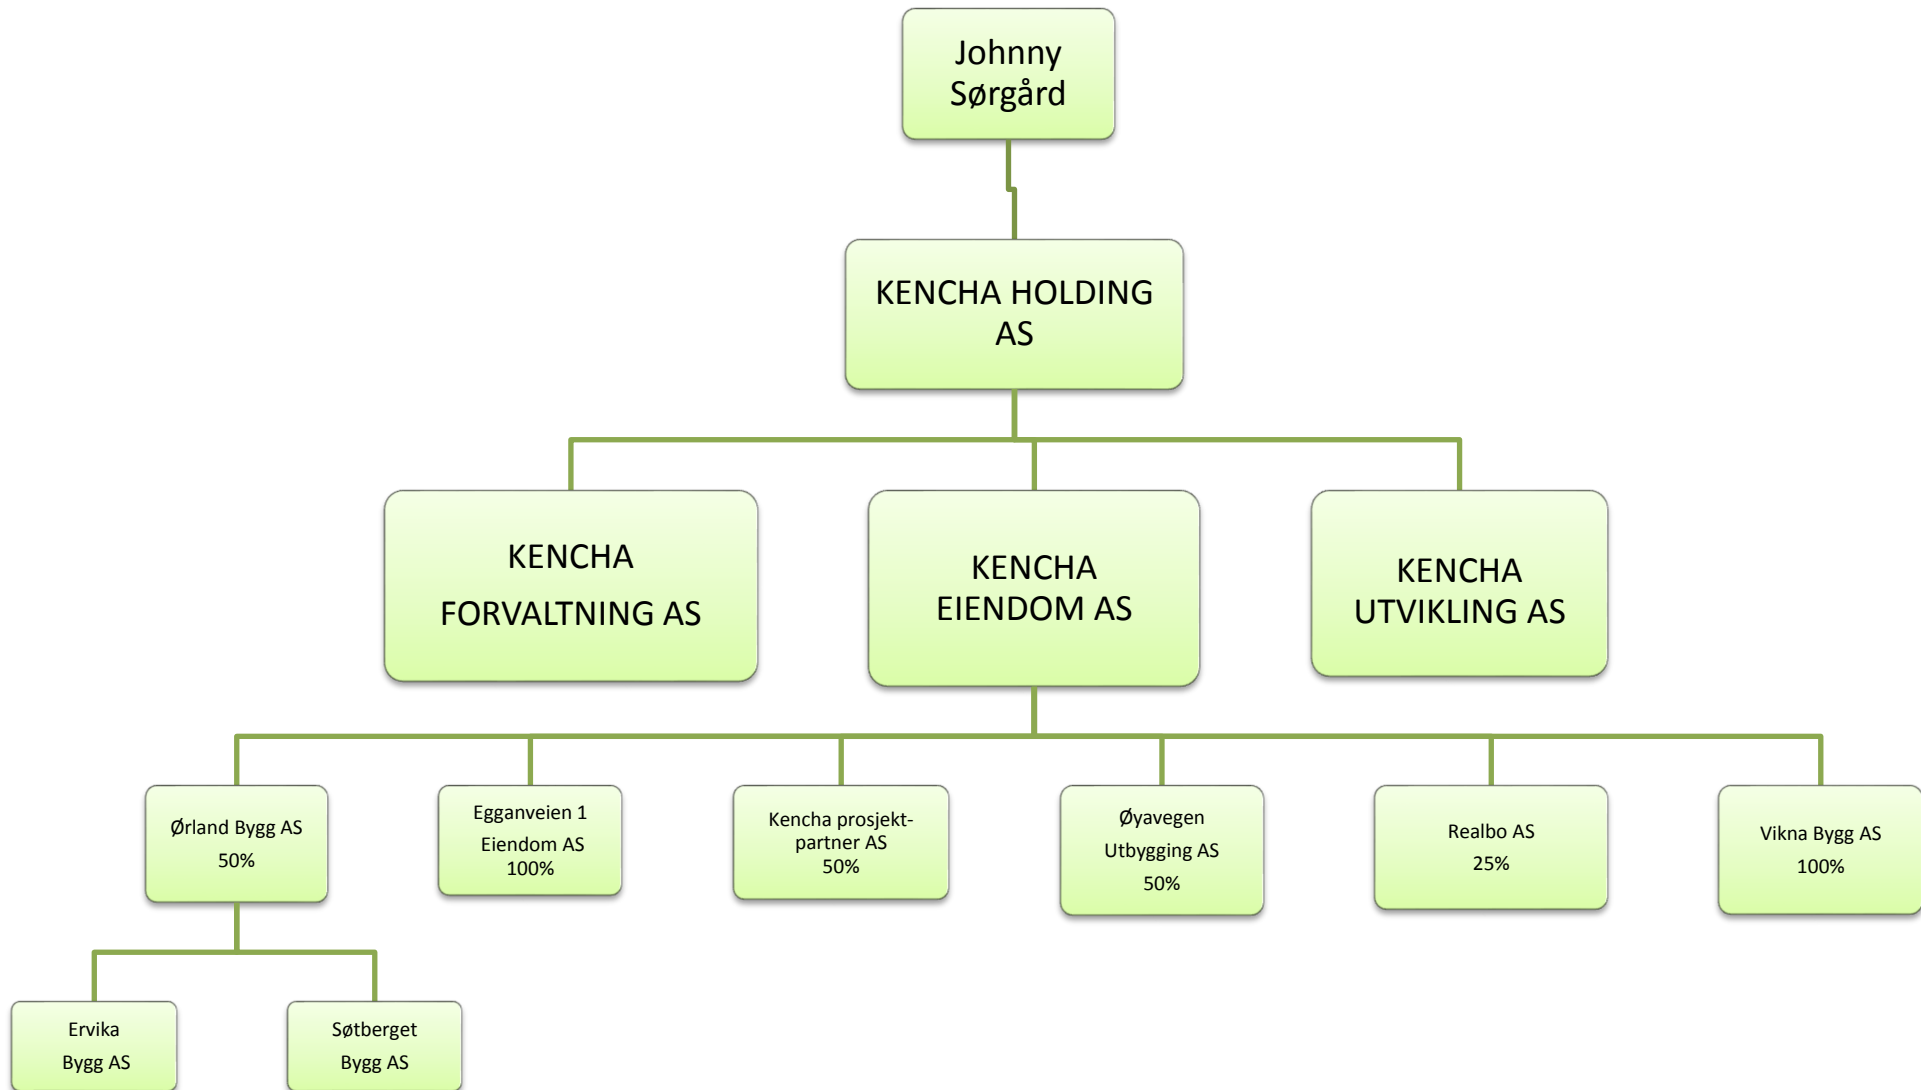 Johnny
Sørgård
KENCHA HOLDING
AS
KENCHA
FORVALTNING AS
KENCHA
EIENDOM AS
KENCHA
UTVIKLING AS
Ørland Bygg AS
50%
Egganveien 1
Eiendom AS
100%
Kencha prosjekt-
partner AS
50%
Øyavegen
Utbygging AS
50%
Realbo AS
25%
Vikna Bygg AS
100%
Ervika
Bygg AS
Søtberget
Bygg AS